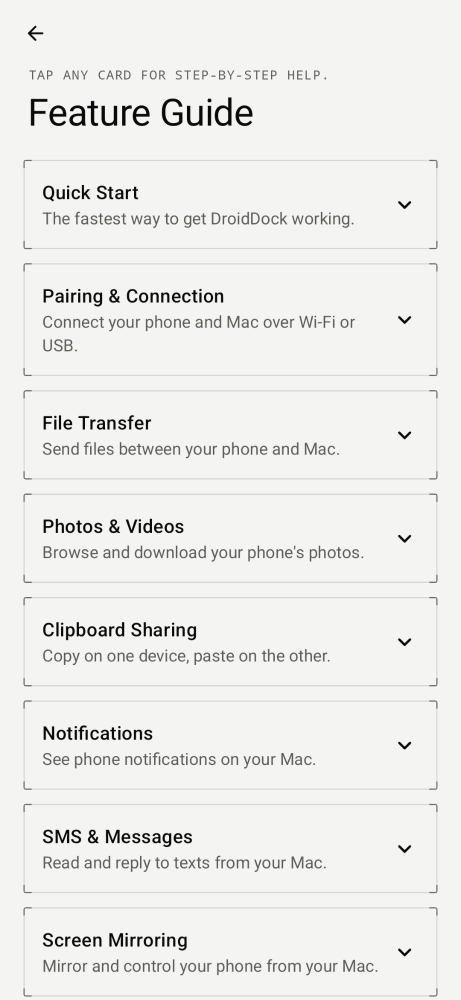 TAP ANY CARD FOR STEP-BY-STEP HELP.
Feature Guide
Quick Start
The fastest way to get DroidDock working.
Pairing & Connection
Connect your phone and Mac over Wi-Fi or
USB.
File Transfer
Send files between your phone and Mac.
Photos & Videos
Browse and download your phone's photos.
Clipboard Sharing
Copy on one device, paste on the other.
Notifications
See phone notifications on your Mac.
SMS & Messages
Read and reply to texts from your Mac.
Screen Mirroring
Mirror and control your phone from your Mac.